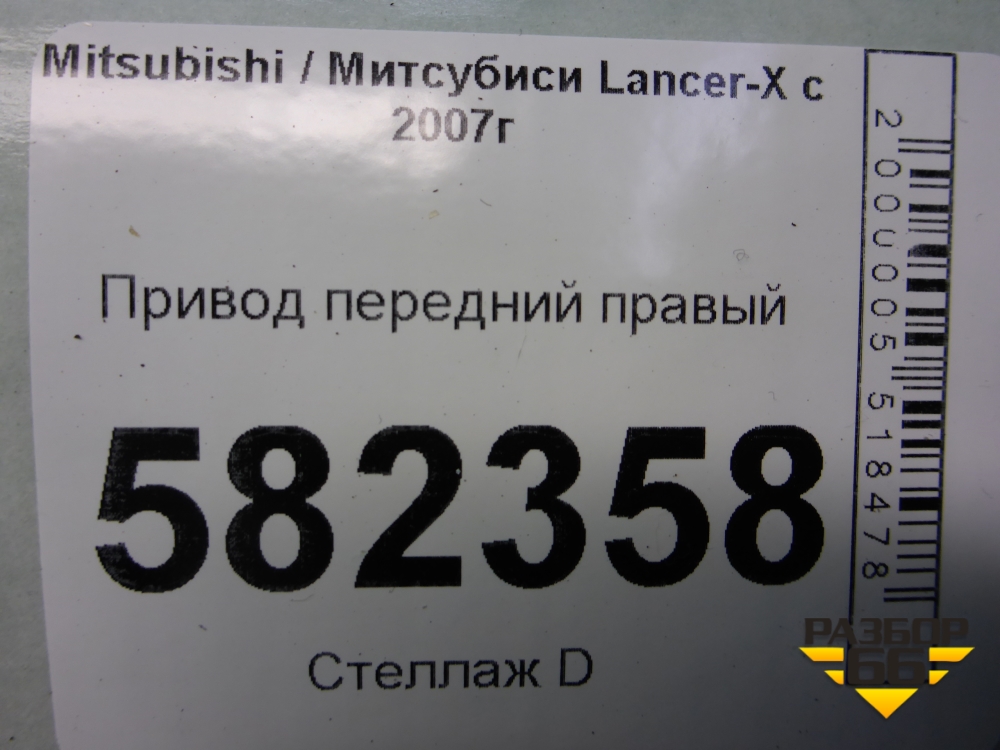 Mitsubishi / Митсубиси Lancer-X с
2007г
Привод передний правый
582358
Стеллаж D
2000005518478
РАЗБОР
66